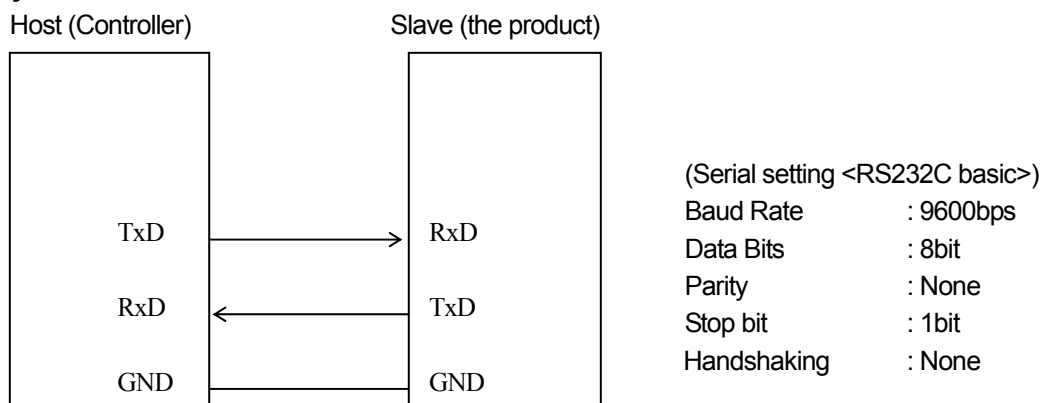 Host (Controller) Slave (the product)
TxD RxD
RxD TxD
GND GND
(Serial setting <RS232C basic>)
Baud Rate : 9600bps
Data Bits : 8bit
Parity : None
Stop bit : 1bit
Handshaking : None